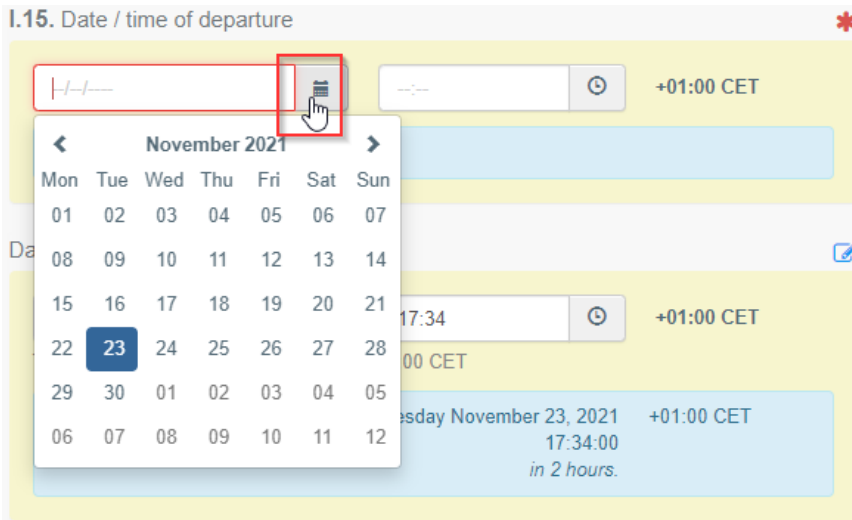 I.15. Date / time of departure *
--/--/---- --:-- +01:00 CET
November 2021
Mon Tue Wed Thu Fri Sat Sun
01 02 03 04 05 06 07
08 09 10 11 12 13 14
15 16 17 18 19 20 21
22 23 24 25 26 27 28
29 30 01 02 03 04 05
06 07 08 09 10 11 12
Da
17:34 +01:00 CET
00 CET
esday November 23, 2021 +01:00 CET
17:34:00
in 2 hours.